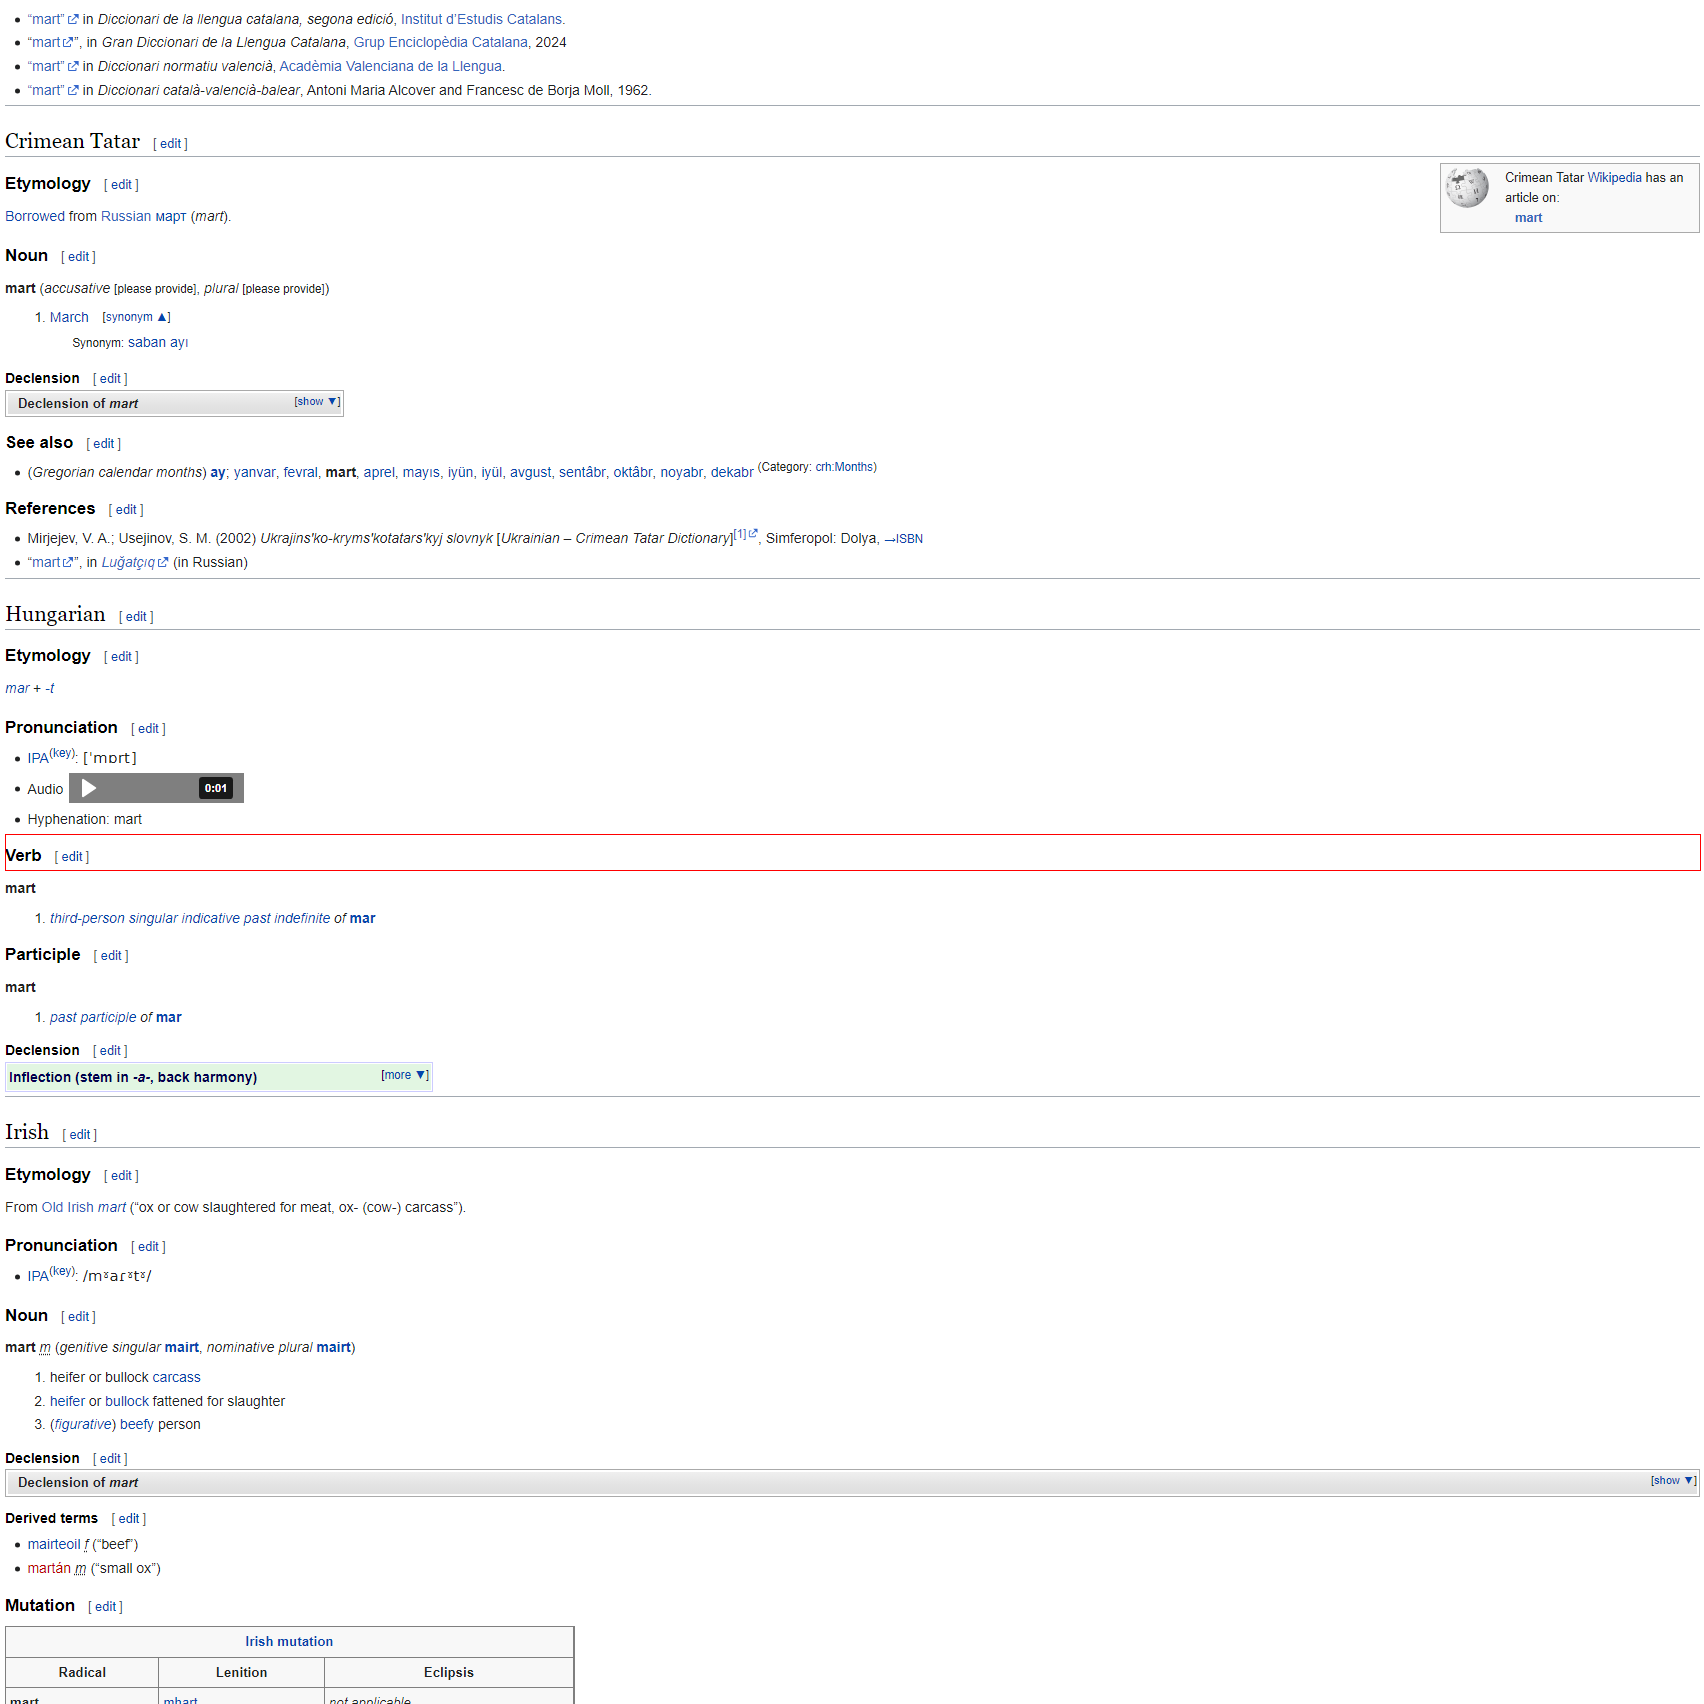 “mart” in Diccionari de la llengua catalana, segona edició, Institut d’Estudis Catalans.
“mart”, in Gran Diccionari de la Llengua Catalana, Grup Enciclopèdia Catalana, 2024
“mart” in Diccionari normatiu valencià, Acadèmia Valenciana de la Llengua.
“mart” in Diccionari català-valencià-balear, Antoni Maria Alcover and Francesc de Borja Moll, 1962.
Crimean Tatar [ edit ]
Crimean Tatar Wikipedia has an
article on:
mart
Etymology [ edit ]
Borrowed from Russian март (mart).
Noun [ edit ]
mart (accusative [please provide], plural [please provide])
1. March [synonym ▲]
Synonym: saban ayı
Declension [ edit ]
Declension of mart [show ▼]
See also [ edit ]
(Gregorian calendar months) ay; yanvar, fevral, mart, aprel, mayıs, iyün, iyül, avgust, sentâbr, oktâbr, noyabr, dekabr (Category: crh:Months)
References [ edit ]
Mirjejev, V. A.; Usejinov, S. M. (2002) Ukrajinsʹko-krymsʹkotatarsʹkyj slovnyk [Ukrainian – Crimean Tatar Dictionary][1], Simferopol: Dolya, →ISBN
“mart”, in Luğatçıq (in Russian)
Hungarian [ edit ]
Etymology [ edit ]
mar + -t
Pronunciation [ edit ]
IPA(key): [ˈmɒrt]
Audio 0:01
Hyphenation: mart
Verb [ edit ]
mart
1. third-person singular indicative past indefinite of mar
Participle [ edit ]
mart
1. past participle of mar
Declension [ edit ]
Inflection (stem in -a-, back harmony) [more ▼]
Irish [ edit ]
Etymology [ edit ]
From Old Irish mart (“ox or cow slaughtered for meat, ox- (cow-) carcass”).
Pronunciation [ edit ]
IPA(key): /mˠaɾˠtˠ/
Noun [ edit ]
mart m (genitive singular mairt, nominative plural mairt)
1. heifer or bullock carcass
2. heifer or bullock fattened for slaughter
3. (figurative) beefy person
Declension [ edit ]
Declension of mart [show ▼]
Derived terms [ edit ]
mairteoil f (“beef”)
martán m (“small ox”)
Mutation [ edit ]
Irish mutation
Radical Lenition Eclipsis
mart mhart not applicable